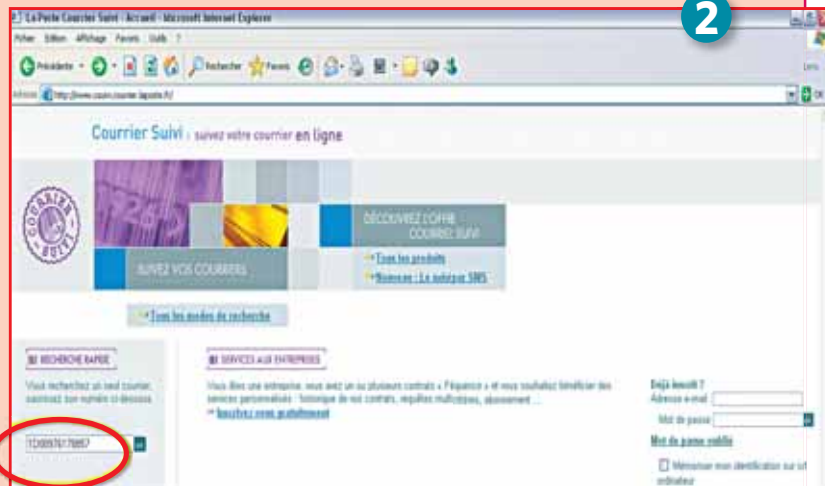 2
La Poste Courrier Suivi - Accueil - Microsoft Internet Explorer
Fichier Edition Affichage Favoris Outils ?
Précédente Rechercher Favoris
Adresse OK
Courrier Suivi : suivez votre courrier en ligne
COURRIER SUIVI
DÉCOUVREZ L'OFFRE
COURRIER SUIVI
SUIVEZ VOS COURRIERS
Tous les produits
Nouveau : Le suivi par SMS
Tous les modes de recherche
RECHERCHE RAPIDE
SERVICES AUX ENTREPRISES
Vous recherchez un seul courrier,
saisissez son numéro ci-dessous
Vous êtes une entreprise, vous avez un ou plusieurs contrats « Fréquence » et vous souhaitez bénéficier des
services personnalisés : historique de vos contrats, requêtes multicritères, abonnement ...
Inscrivez-vous gratuitement
Déjà inscrit ?
Adresse e-mail
Mot de passe
Mot de passe oublié
Mémoriser mon identification sur cet
ordinateur